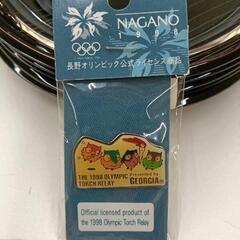 NAGANO
1998
長野オリンピック公式ライセンス商品
THE 1998 OLYMPIC
TORCH RELAY
Presented by
GEORGIA
Official licensed product of
the 1998 Olympic Torch Relay